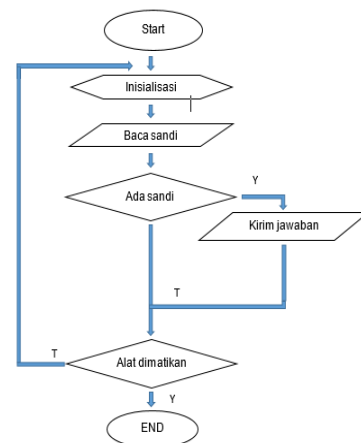 Start
Inisialisasi
Baca sandi
Ada sandi
Y
Kirim jawaban
T
Alat dimatikan
T
Y
END